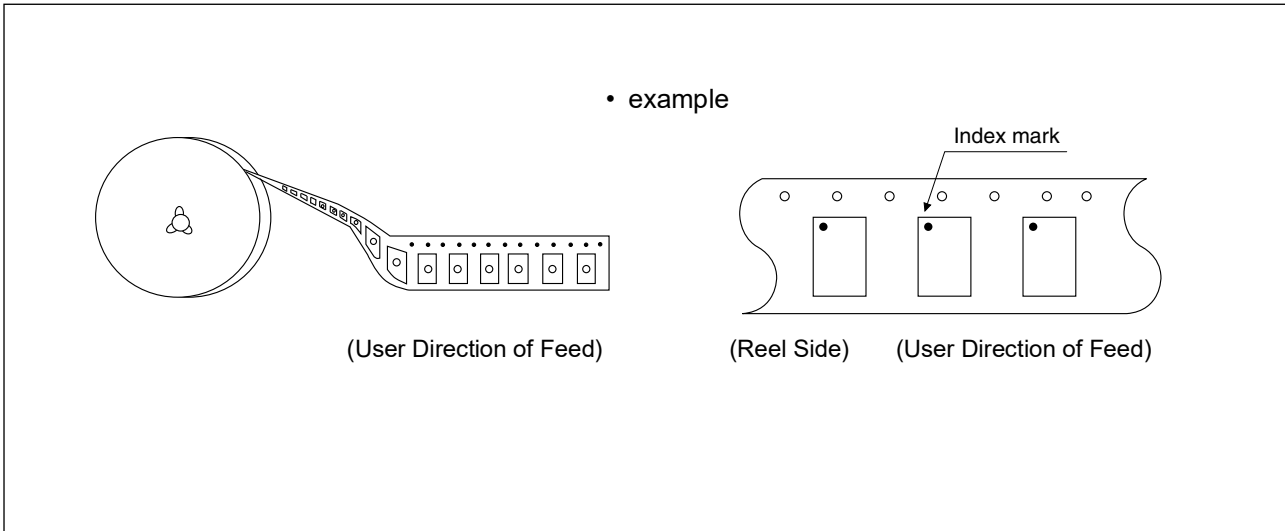 • example
Index mark
(User Direction of Feed)
(Reel Side)
(User Direction of Feed)